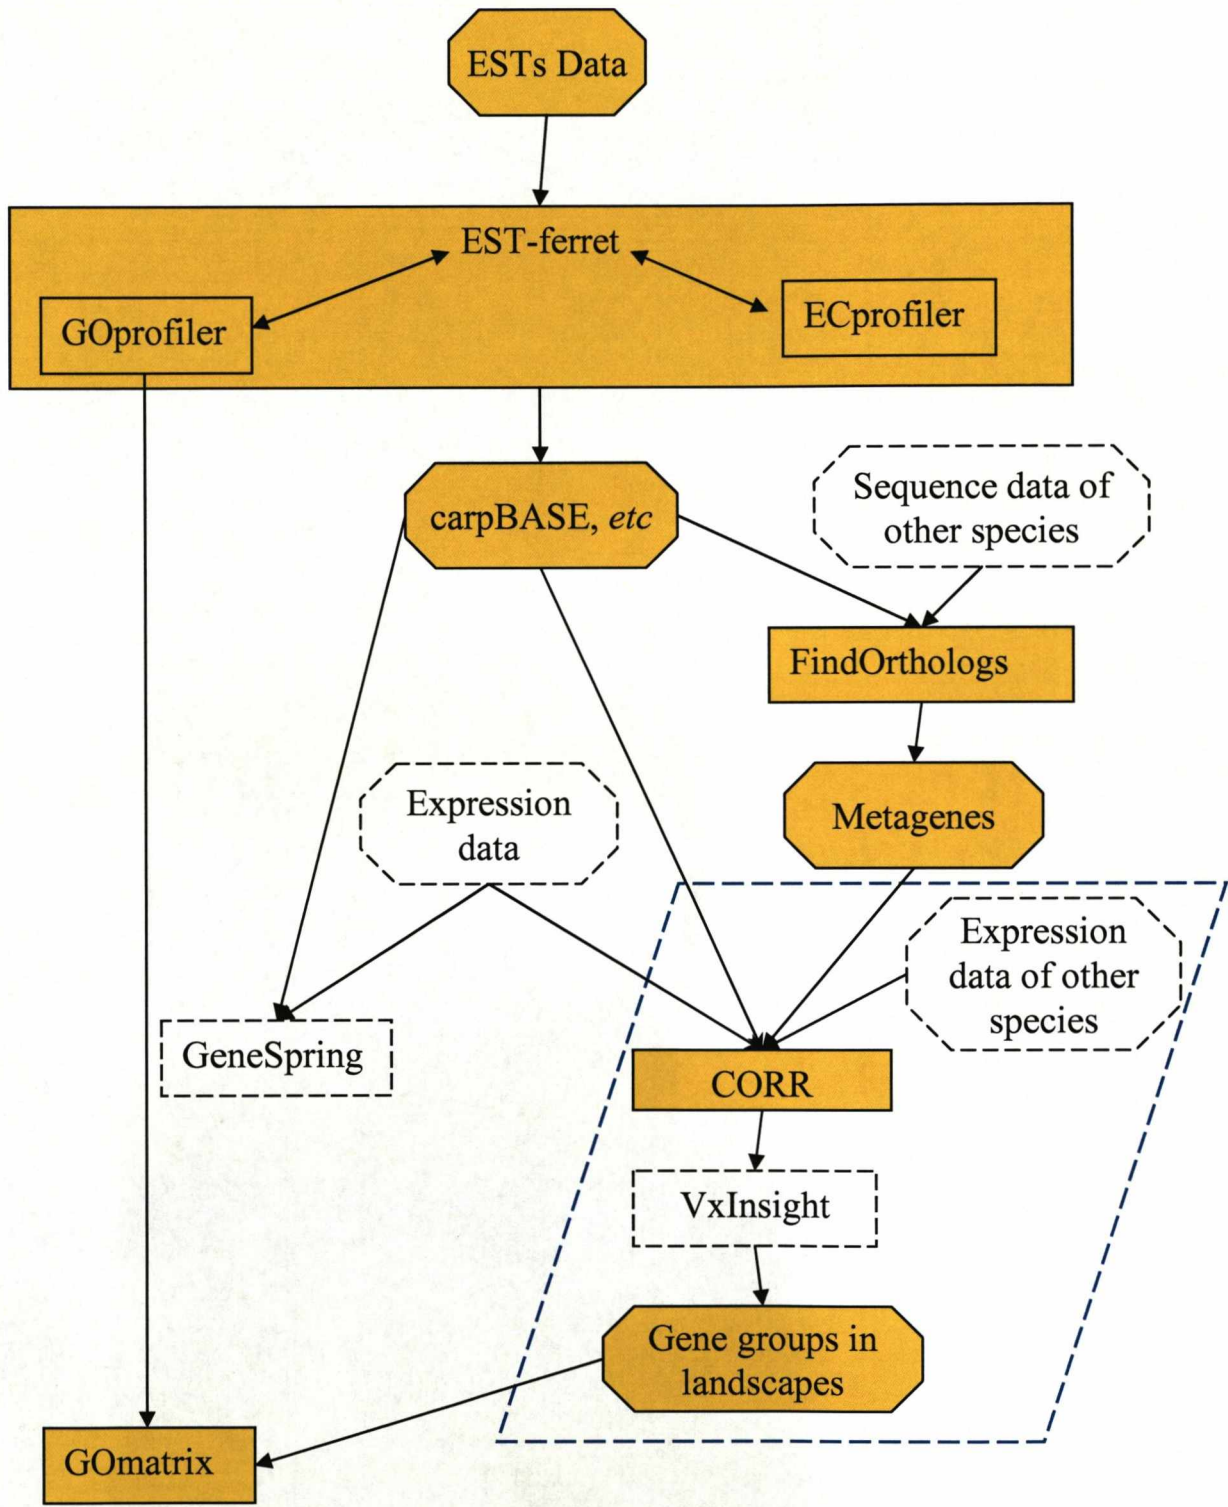 ESTs Data
EST-ferret
GOprofiler
ECprofiler
carpBASE, etc
Sequence data of
other species
FindOrthologs
Expression
data
Metagenes
Expression
data of other
species
GeneSpring
CORR
VxInsight
Gene groups in
landscapes
GOmatrix